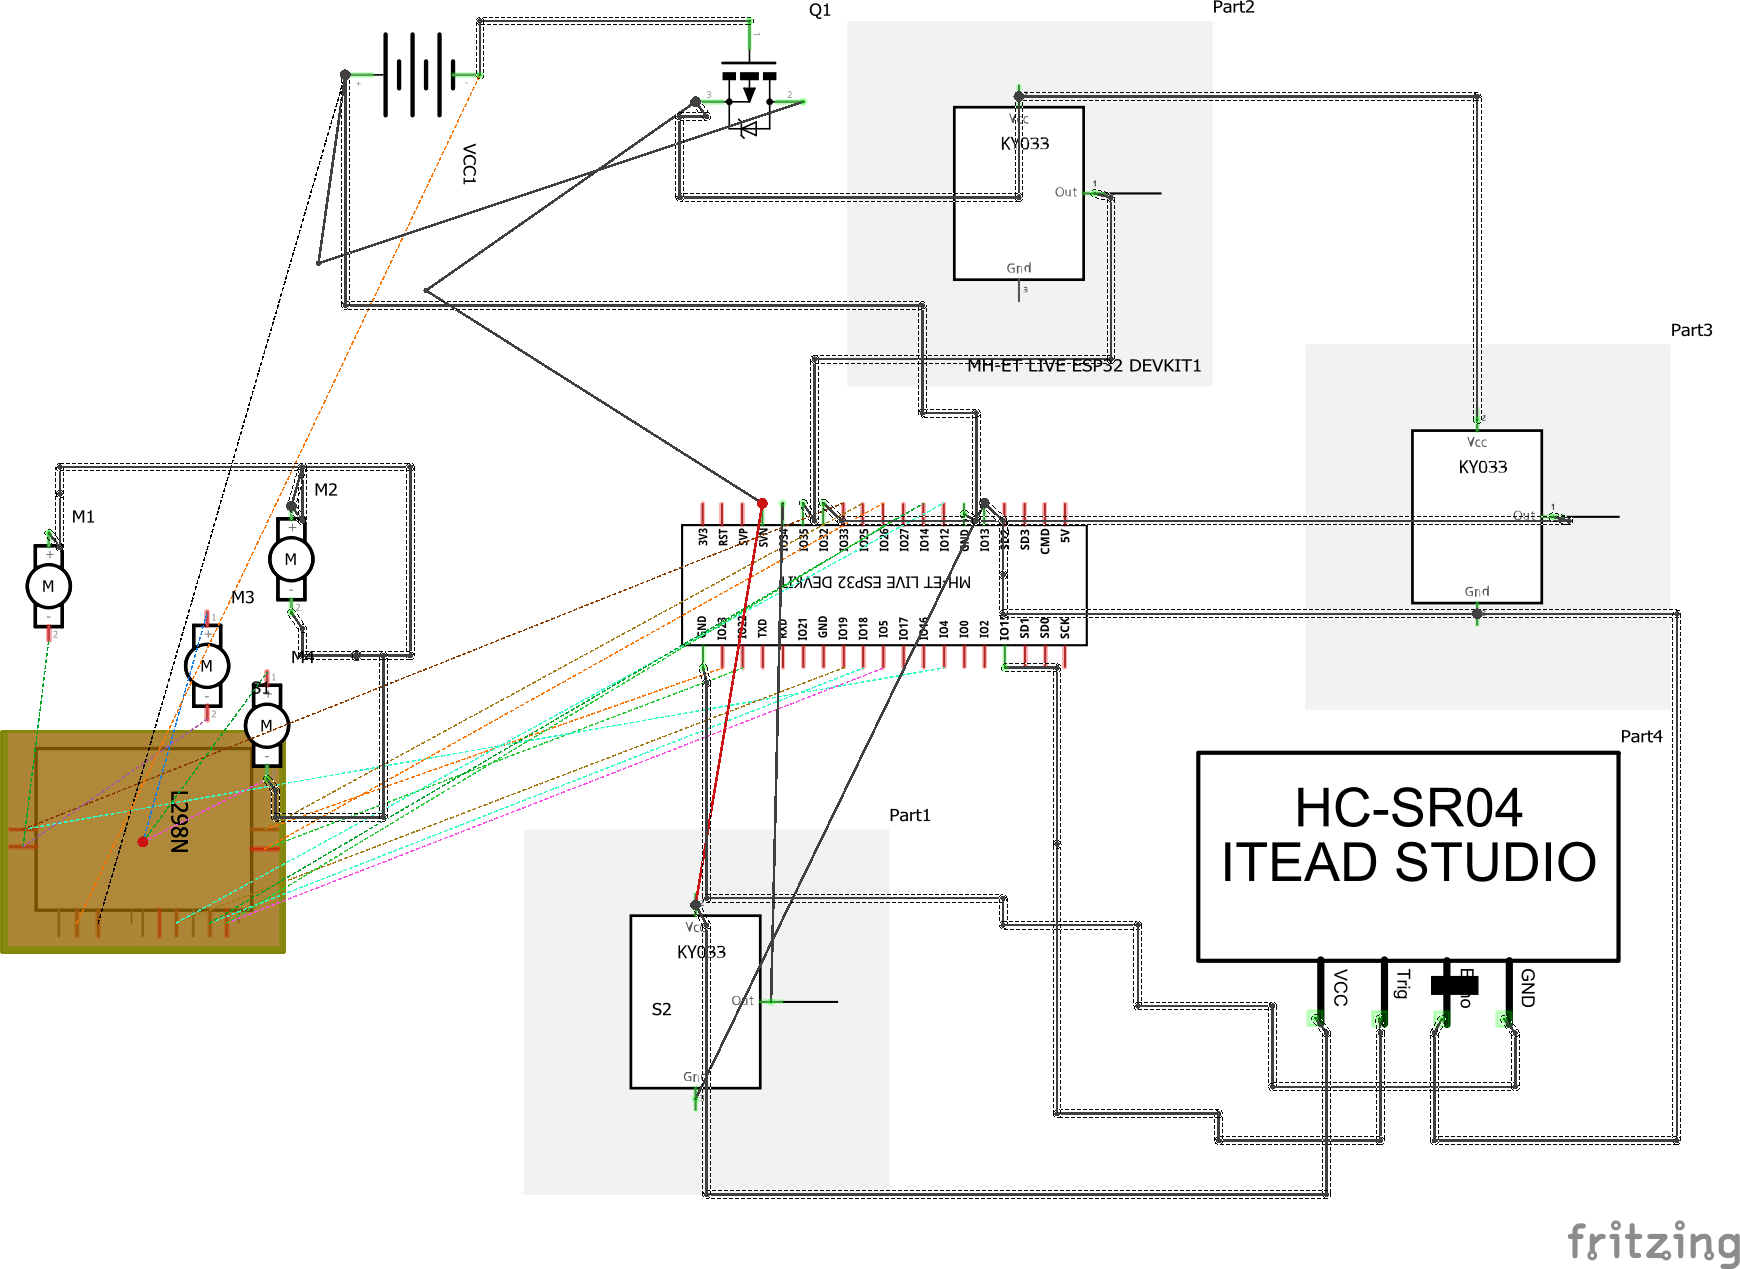 Q1
Part2
VCC1
Vcc
KY033
Out
1
Gnd
3
MH-ET LIVE ESP32 DEVKIT1
Part3
Vcc
KY033
Out
1
Gnd
M1
M
M2
M
M3
M
M4
S1
M
L298N
3V3
RST
SVP
SVN
IO34
IO35
IO32
IO33
IO25
IO26
IO27
IO14
IO12
GND
IO13
SD2
SD3
CMD
5V
MH-ET LIVE ESP32 DEVKIT
GND
IO23
IO22
TXD
RXD
IO21
GND
IO19
IO18
IO5
IO17
IO16
IO4
IO0
IO2
IO15
SD1
SD0
SCK
Part1
Vcc
KY033
S2
Out
Gnd
Part4
HC-SR04
ITEAD STUDIO
VCC
Trig
GND
fritzing